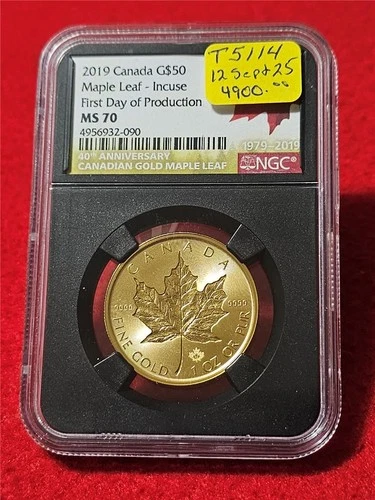 T5114
12 Sept 25
4900.00
2019 Canada G$50
Maple Leaf - Incuse
First Day of Production
MS 70
4956932-090
40th ANNIVERSARY
CANADIAN GOLD MAPLE LEAF
1979-2019
NGC®
CANADA
9999 9999
FINE GOLD 1 OZ OR PUR